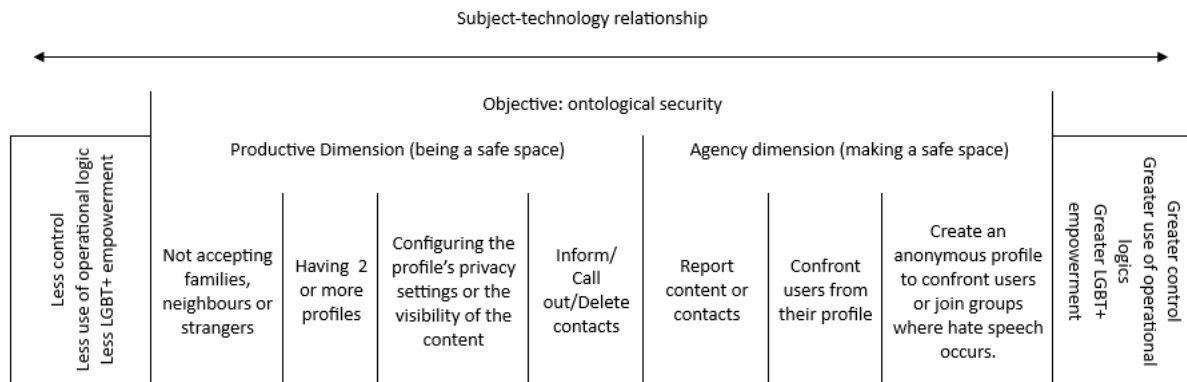 Subject-technology relationship
Objective: ontological security
Productive Dimension (being a safe space)
Agency dimension (making a safe space)
Less control
Less use of operational logic
Less LGBT+ empowerment
Not accepting
families,
neighbours or
strangers
Having 2
or more
profiles
Configuring the
profile's privacy
settings or the
visibility of the
content
Inform/
Call
out/Delete
contacts
Report
content or
contacts
Confront
users from
their profile
Create an
anonymous profile
to confront users
or join groups
where hate speech
occurs.
Greater control
Greater use of operational
logics
Greater LGBT+
empowerment